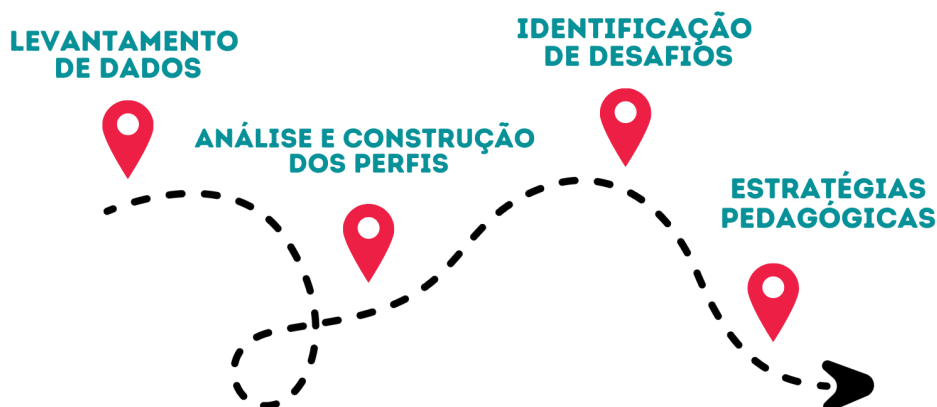 LEVANTAMENTO
DE DADOS
ANÁLISE E CONSTRUÇÃO
DOS PERFIS
IDENTIFICAÇÃO
DE DESAFIOS
ESTRATÉGIAS
PEDAGÓGICAS